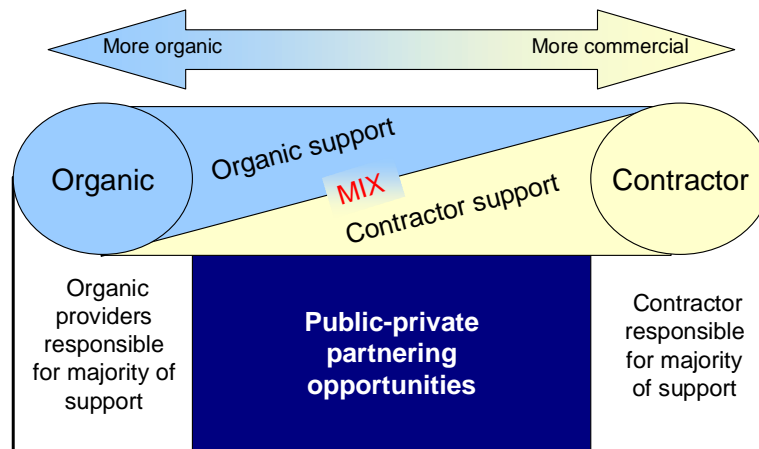 More organic
More commercial
Organic
Organic support
MIX
Contractor support
Contractor
Organic
providers
responsible
for majority of
support
Public-private
partnering
opportunities
Contractor
responsible
for majority
of support